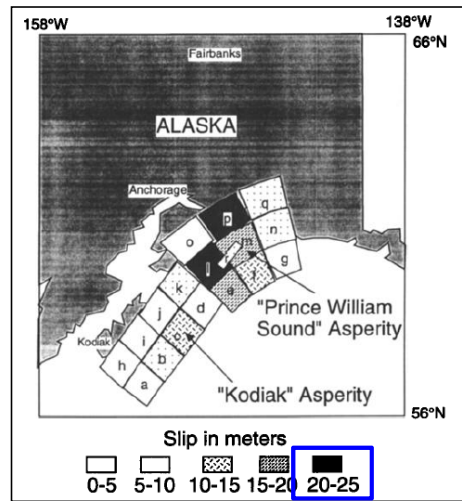 158°W
138°W
66°N
Fairbanks
ALASKA
Anchorage
p
q
o
n
l
g
k
e
j
d
"Prince William
Sound" Asperity
Kodiak
i
c
h
b
a
"Kodiak" Asperity
56°N
Slip in meters
0-5 5-10 10-15 15-20 20-25